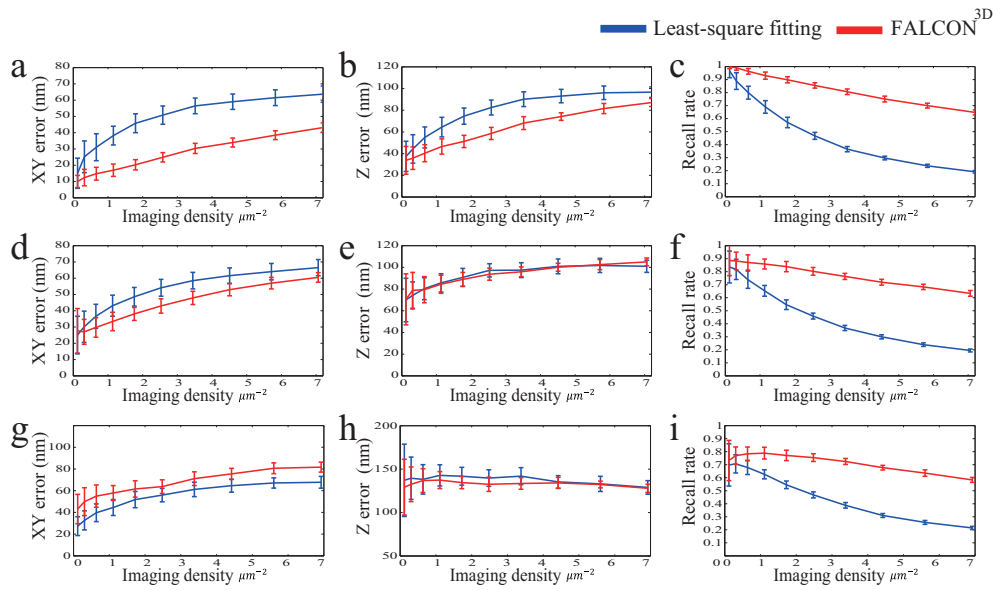 Least-square fitting FALCON 3D
a
XY error (nm)
80
70
60
50
40
30
20
10
0
0 1 2 3 4 5 6 7
Imaging density μm⁻²
b
Z error (nm)
120
100
80
60
40
20
0
0 1 2 3 4 5 6 7
Imaging density μm⁻²
c
Recall rate
1
0.9
0.8
0.7
0.6
0.5
0.4
0.3
0.2
0.1
0
0 1 2 3 4 5 6 7
Imaging density μm⁻²
d
XY error (nm)
80
60
40
30
20
0
0 1 2 3 4 5 6 7
Imaging density μm⁻²
e
Z error (nm)
120
100
80
60
40
20
0
0 1 2 3 4 5 6 7
Imaging density μm⁻²
f
Recall rate
1
0.9
0.8
0.7
0.6
0.5
0.4
0.3
0.2
0.1
0
0 1 2 3 4 5 6 7
Imaging density μm⁻²
g
XY error (nm)
100
80
60
40
20
0
0 1 2 3 4 5 6 7
Imaging density μm⁻²
h
Z error (nm)
200
150
100
50
0 1 2 3 4 5 6 7
Imaging density μm⁻²
i
Recall rate
1
0.9
0.8
0.7
0.6
0.5
0.4
0.3
0.2
0.1
0
0 1 2 3 4 5 6 7
Imaging density μm⁻²